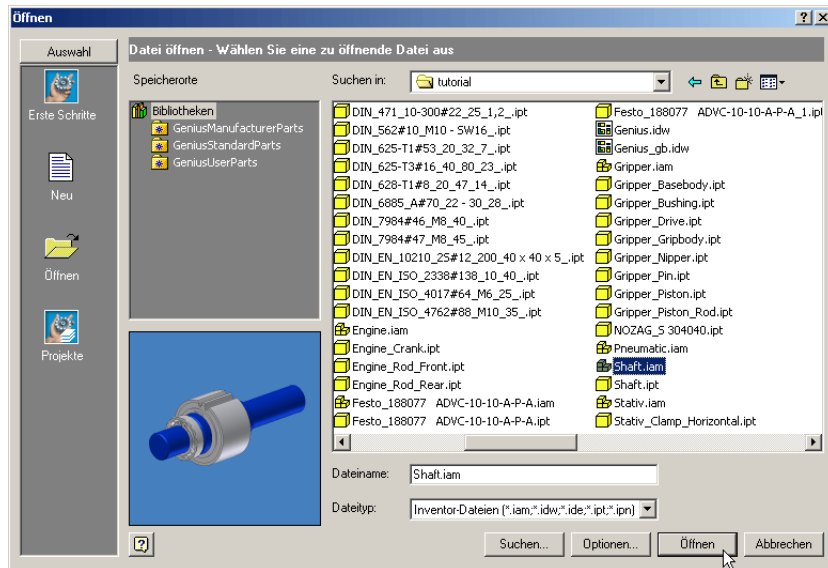 Öffnen
Auswahl
Datei öffnen - Wählen Sie eine zu öffnende Datei aus
Erste Schritte
Neu
Öffnen
Projekte
Speicherorte
Bibliotheken
GeniusManufacturerParts
GeniusStandardParts
GeniusUserParts
Suchen in:
tutorial
DIN_471_10-300#22_25_1,2_.ipt
DIN_562#10_M10 - SW16_.ipt
DIN_625-T1#53_20_32_7_.ipt
DIN_625-T3#16_40_80_23_.ipt
DIN_628-T1#8_20_47_14_.ipt
DIN_6885_A#70_22 - 30_28_.ipt
DIN_7984#46_M8_40_.ipt
DIN_7984#47_M8_45_.ipt
DIN_EN_10210_2S#12_200_40 x 40 x 5_.ipt
DIN_EN_ISO_2338#138_10_40_.ipt
DIN_EN_ISO_4017#64_M6_25_.ipt
DIN_EN_ISO_4762#88_M10_35_.ipt
Engine.iam
Engine_Crank.ipt
Engine_Rod_Front.ipt
Engine_Rod_Rear.ipt
Festo_188077 ADVC-10-10-A-P-A.iam
Festo_188077 ADVC-10-10-A-P-A.ipt
Festo_188077 ADVC-10-10-A-P-A_1.ipt
Genius.idw
Genius_gb.idw
Gripper.iam
Gripper_Basebody.ipt
Gripper_Bushing.ipt
Gripper_Drive.ipt
Gripper_Gripbody.ipt
Gripper_Nipper.ipt
Gripper_Pin.ipt
Gripper_Piston.ipt
Gripper_Piston_Rod.ipt
NOZAG_S 304040.ipt
Pneumatic.iam
Shaft.iam
Shaft.ipt
Stativ.iam
Stativ_Clamp_Horizontal.ipt
Dateiname:
Shaft.iam
Dateityp:
Inventor-Dateien (*.iam;*.idw;*.ide;*.ipt;*.ipn)
Suchen...
Optionen...
Öffnen
Abbrechen